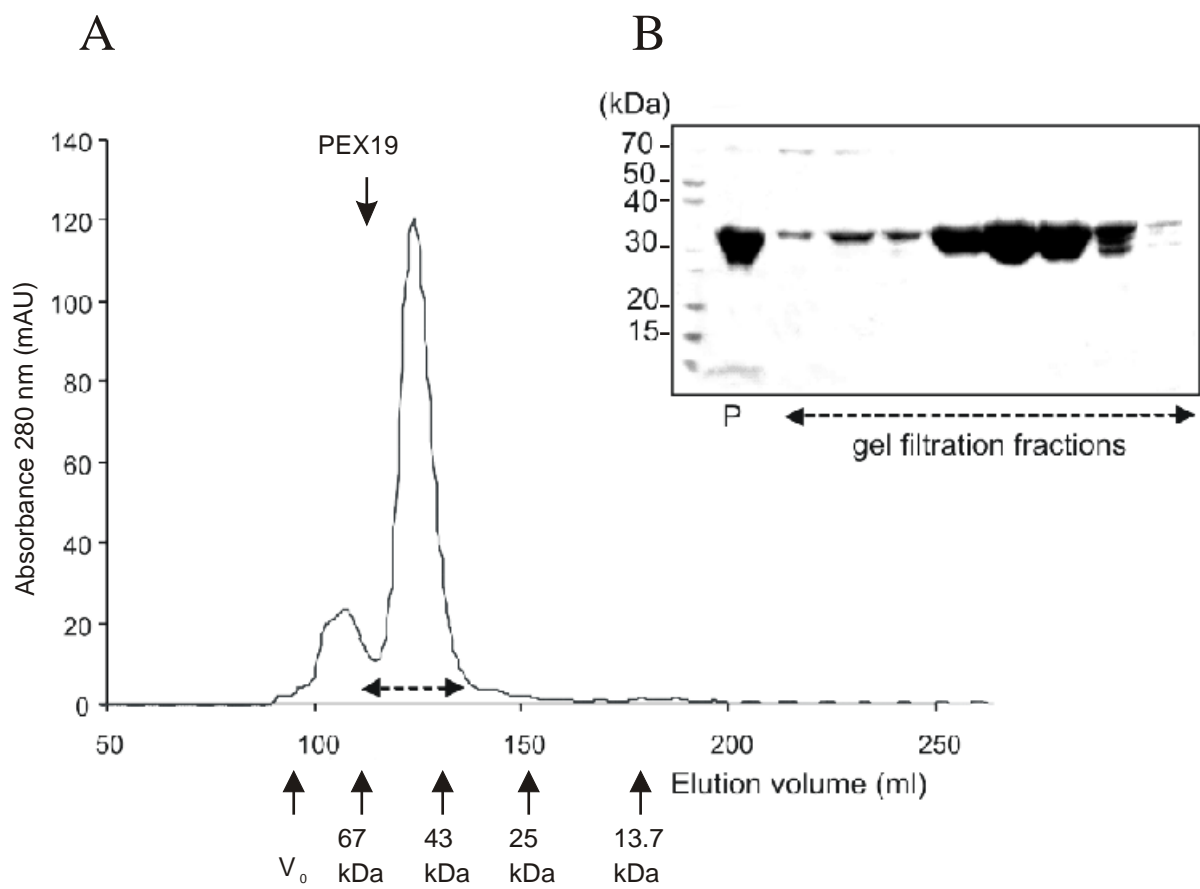 A
B
PEX19
Absorbance 280 nm (mAU)
140
120
100
80
60
40
20
0
50 100 150 200 250
Elution volume (ml)
V₀
67 kDa
43 kDa
25 kDa
13.7 kDa
(kDa)
70
50
40
30
20
15
P
gel filtration fractions